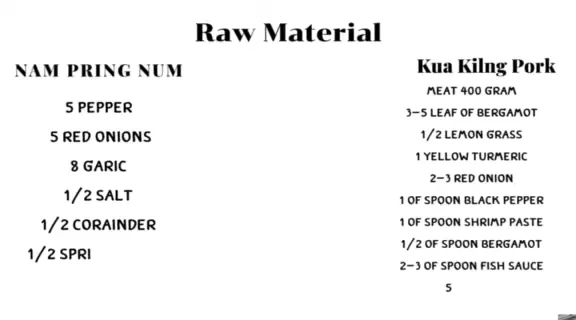 Raw Material
NAM PRING NUM
5 PEPPER
5 RED ONIONS
8 GARIC
1/2 SALT
1/2 CORAINDER
1/2 SPRI
Kua Kilng Pork
MEAT 400 GRAM
3-5 LEAF OF BERGAMOT
1/2 LEMON GRASS
1 YELLOW TURMERIC
2-3 RED ONION
1 OF SPOON BLACK PEPPER
1 OF SPOON SHRIMP PASTE
1/2 OF SPOON BERGAMOT
2-3 OF SPOON FISH SAUCE
5